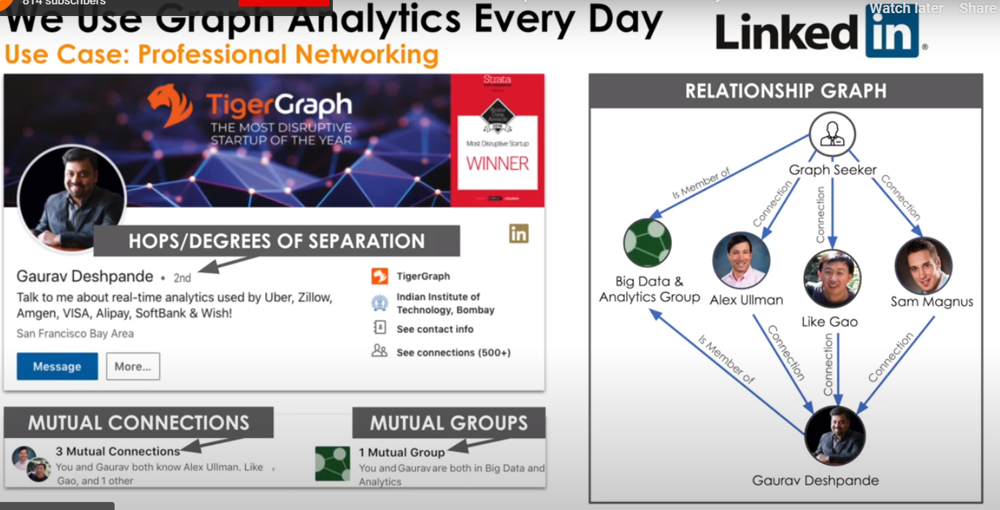 814 subscribers
Watch later Share
We Use Graph Analytics Every Day
Use Case: Professional Networking
Linked in ®
TigerGraph
THE MOST DISRUPTIVE
STARTUP OF THE YEAR
Strata
Strata
Data
Awards
Most Disruptive Startup
WINNER
in
HOPS/DEGREES OF SEPARATION
Gaurav Deshpande • 2nd
Talk to me about real-time analytics used by Uber, Zillow,
Amgen, VISA, Alipay, SoftBank & Wish!
San Francisco Bay Area
Message
More...
TigerGraph
Indian Institute of
Technology, Bombay
See contact info
See connections (500+)
MUTUAL CONNECTIONS
3 Mutual Connections
You and Gaurav both know Alex Ullman, Like
Gao, and 1 other
MUTUAL GROUPS
1 Mutual Group
You and Gaurav are both in Big Data and
Analytics
RELATIONSHIP GRAPH
Graph Seeker
Is Member of
Connection
Connection
Connection
Big Data &
Analytics Group
Alex Ullman
Like Gao
Sam Magnus
Is Member of
Connection
Connection
Connection
Gaurav Deshpande